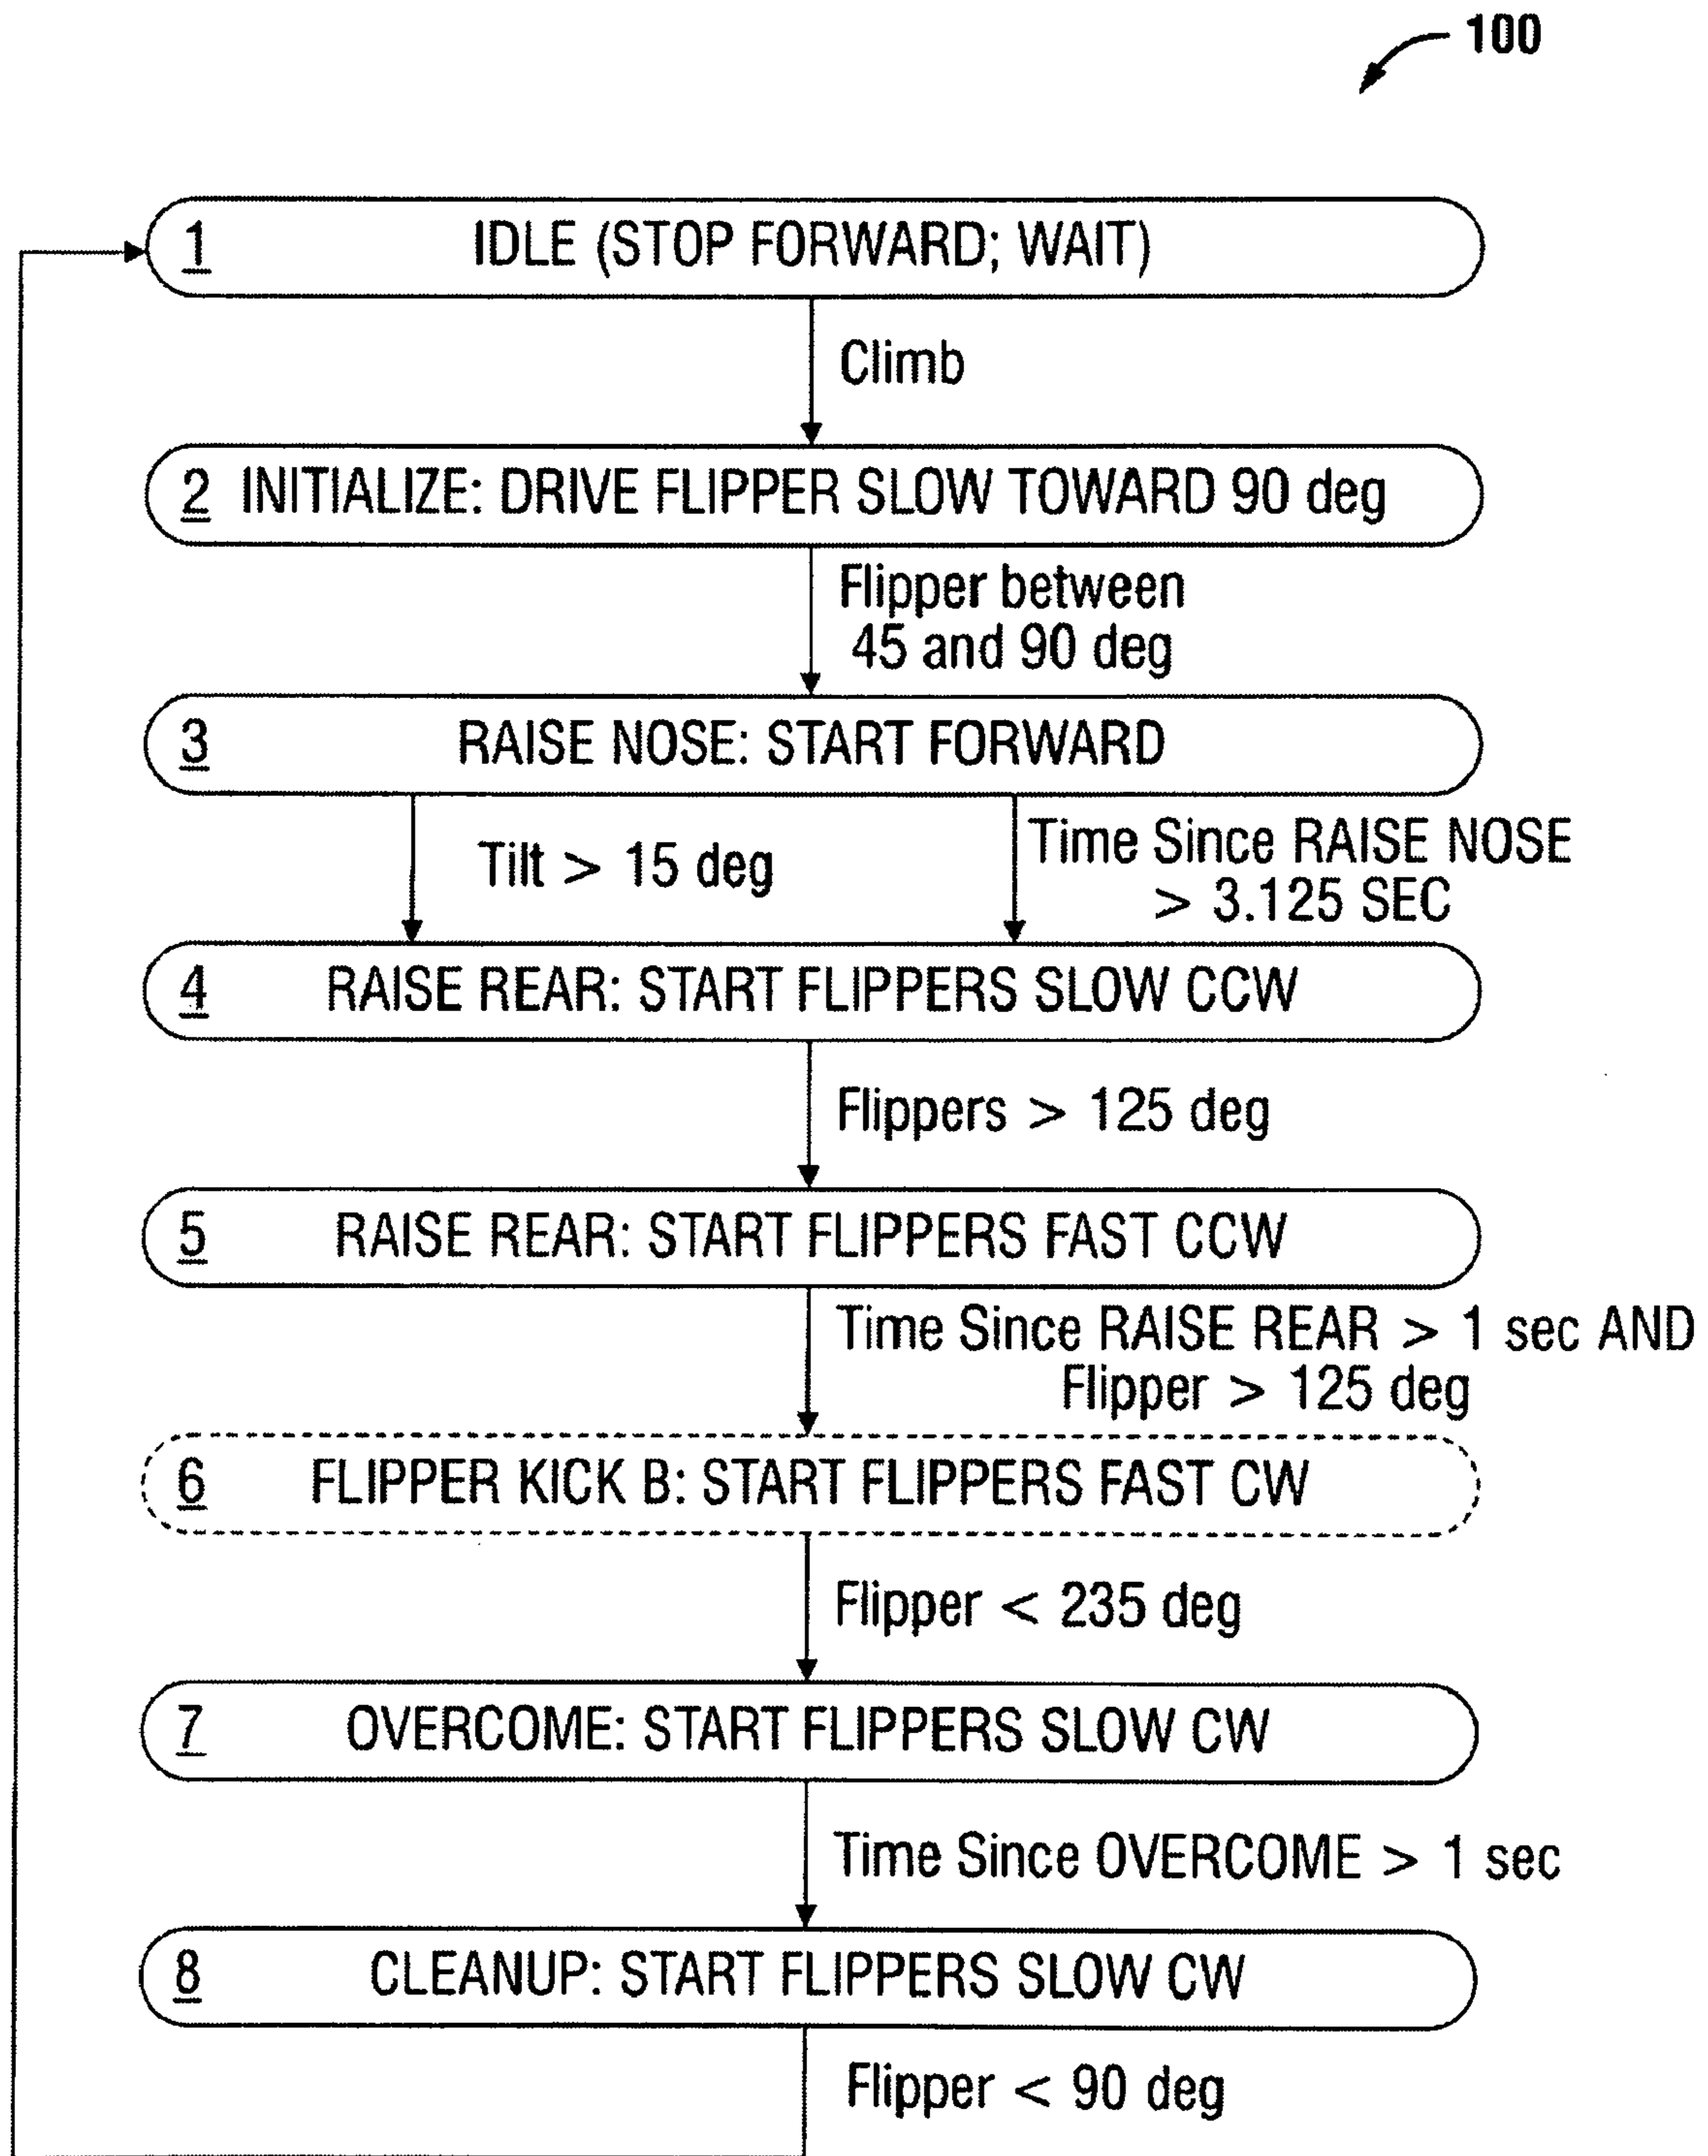 100
1 IDLE (STOP FORWARD; WAIT)
Climb
2 INITIALIZE: DRIVE FLIPPER SLOW TOWARD 90 deg
Flipper between
45 and 90 deg
3 RAISE NOSE: START FORWARD
Tilt > 15 deg
Time Since RAISE NOSE
> 3.125 SEC
4 RAISE REAR: START FLIPPERS SLOW CCW
Flippers > 125 deg
5 RAISE REAR: START FLIPPERS FAST CCW
Time Since RAISE REAR > 1 sec AND
Flipper > 125 deg
6 FLIPPER KICK B: START FLIPPERS FAST CW
Flipper < 235 deg
7 OVERCOME: START FLIPPERS SLOW CW
Time Since OVERCOME > 1 sec
8 CLEANUP: START FLIPPERS SLOW CW
Flipper < 90 deg